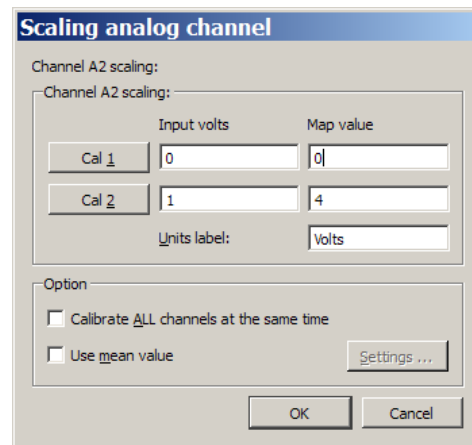 Scaling analog channel
Channel A2 scaling:
Channel A2 scaling:
Input volts Map value
Cal 1 0 0
Cal 2 1 4
Units label: Volts
Option
Calibrate ALL channels at the same time
Use mean value Settings ...
OK Cancel